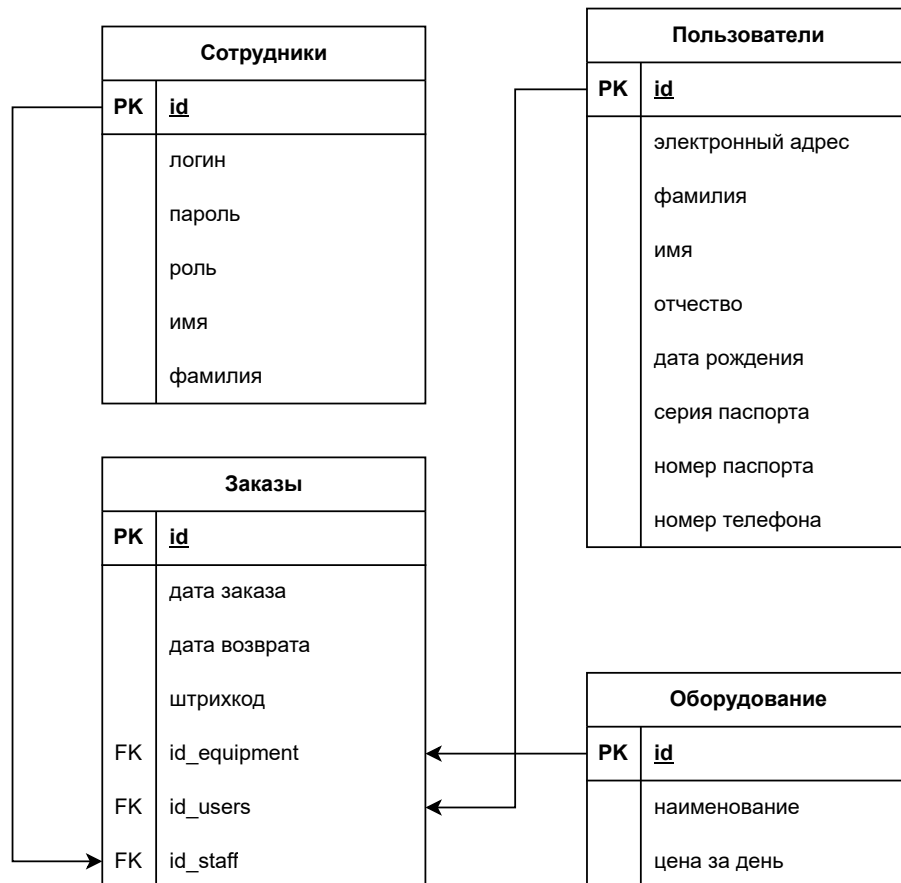 Сотрудники
PK id
логин
пароль
роль
имя
фамилия
Пользователи
PK id
электронный адрес
фамилия
имя
отчество
дата рождения
серия паспорта
номер паспорта
номер телефона
Заказы
PK id
дата заказа
дата возврата
штрихкод
FK id_equipment
FK id_users
FK id_staff
Оборудование
PK id
наименование
цена за день